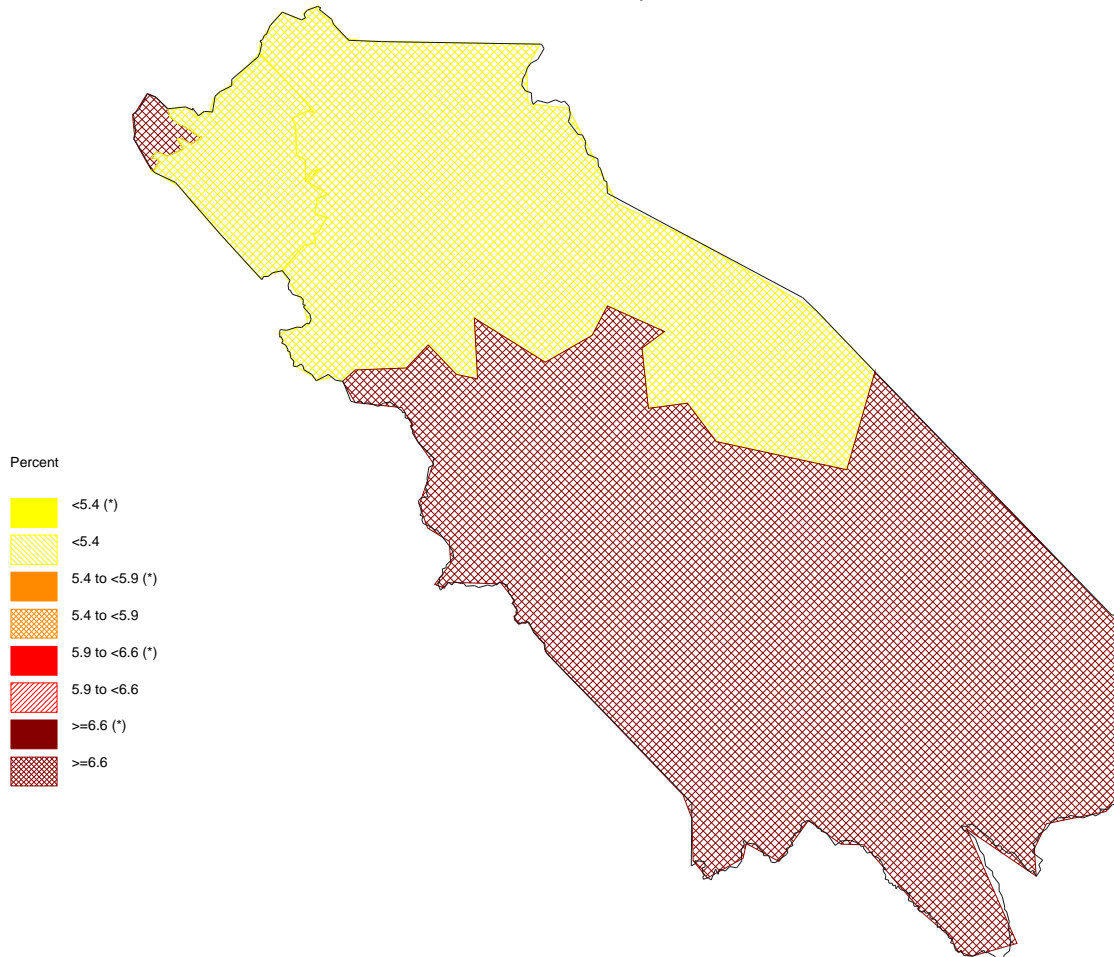 Percent
<5.4 (*)
<5.4
5.4 to <5.9 (*)
5.4 to <5.9
5.9 to <6.6 (*)
5.9 to <6.6
>=6.6 (*)
>=6.6